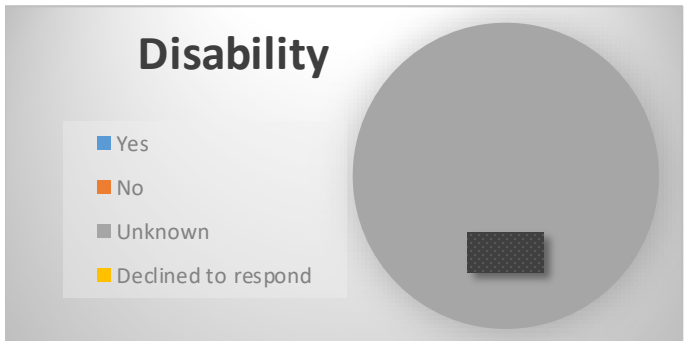 Disability
Yes
No
Unknown
Declined to respond